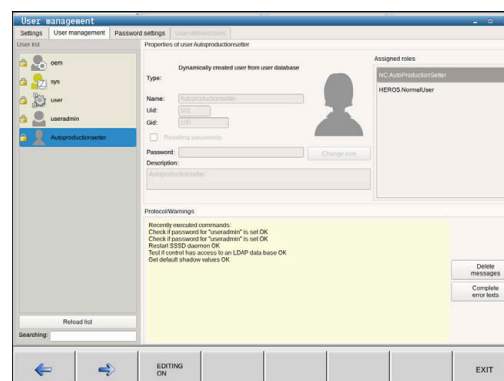 User management
Settings User management Password settings User-defined roles
User list
oem
sys
user
useradmin
Autoproductionsetter
Reload list
Searching:
Properties of user Autoproductionsetter
Dynamically created user from user database
Type:
Name: Autoproductionsetter
Uid:
Gid: 100
Resetting passwords
Password:
Change icon
Description:
Autoproductionsetter
Assigned roles
NC.AutoProductionSetter
HEROS.NormalUser
Protocol/Warnings
Recently executed commands:
Check if password for "useradmin" is set OK
Check if password for "useradmin" is set OK
Restart SSSD daemon OK
Test if control has access to an LDAP data base OK
Get default shadow values OK
Delete
messages
Complete
error texts
EDITING
ON
EXIT